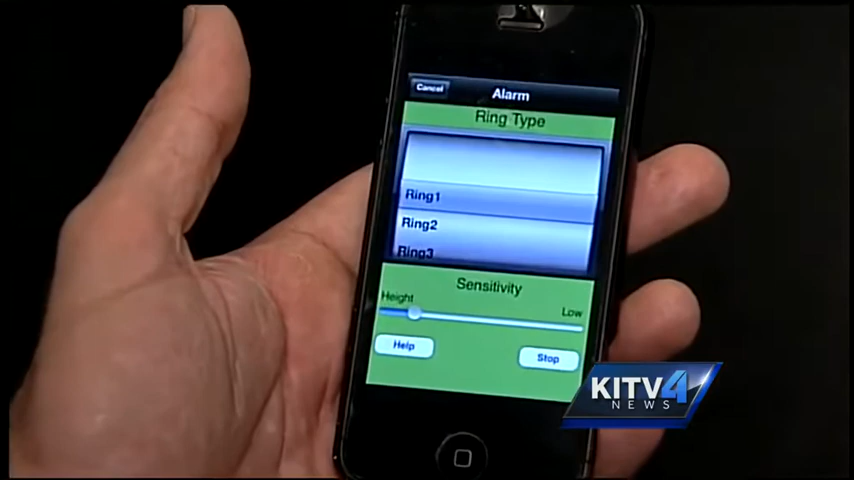 Cancel
Alarm
Ring Type
Ring1
Ring2
Ring3
Sensitivity
Height
Low
Help
Stop
KITV4
NEWS